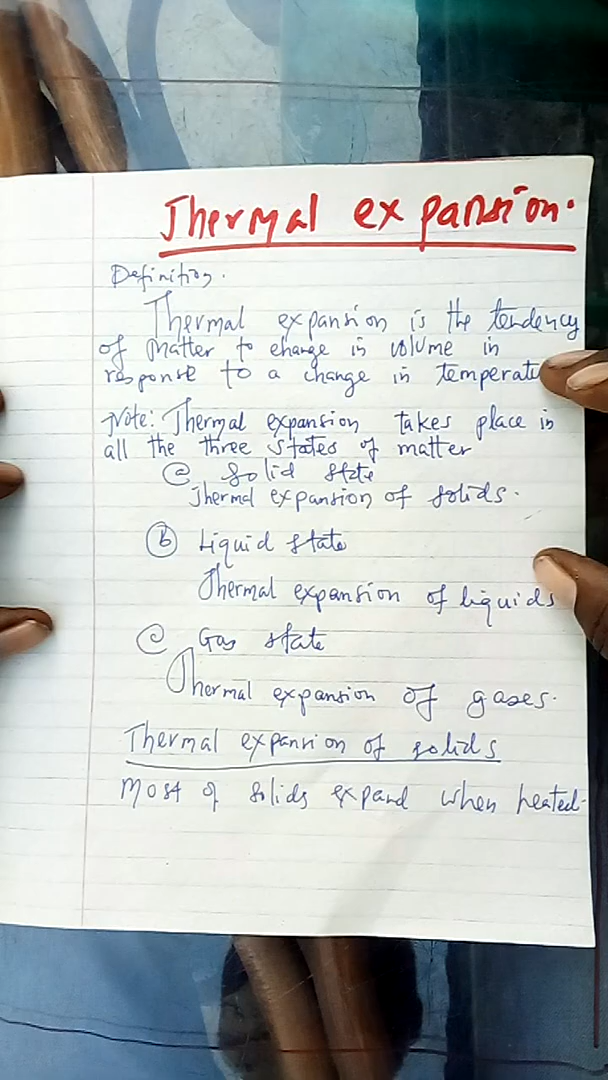 Thermal expansion.
Definition.
Thermal expansion is the tendency
of matter to change in volume in
response to a change in temperatu
Note: Thermal expansion takes place in
all the three states of matter
@ Solid state
Thermal expansion of solids.
(b) Liquid state
Thermal expansion of liquids
(c) Gas state
Thermal expansion of gases.
Thermal expansion of solids
Most of solids expand when heated.